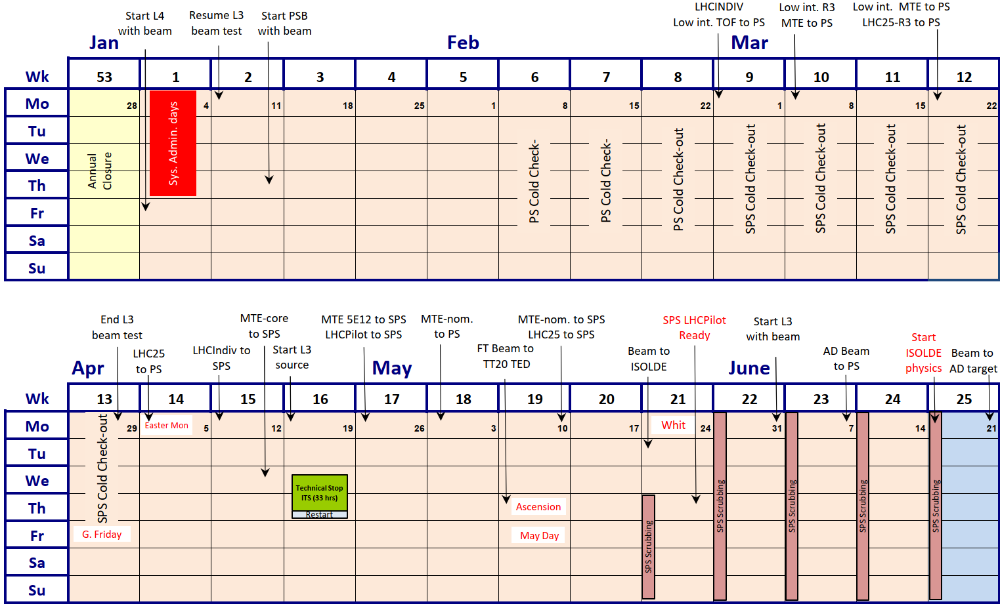 Start L4
with beam
Resume L3
beam test
Start PSB
with beam
LHCINDIV
Low int. TOF to PS
Low int. R3
MTE to PS
Low int.  MTE to PS
LHC25-R3 to PS
Jan
Feb
Mar
Wk 53 1 2 3 4 5 6 7 8 9 10 11 12
Mo 28 4 11 18 25 1 8 15 22 1 8 15 22
Tu
We
Th
Fr
Sa
Su
Annual
Closure
Sys. Admin. days
PS Cold Check-
PS Cold Check-
PS Cold Check-out
SPS Cold Check-out
SPS Cold Check-out
SPS Cold Check-out
SPS Cold Check-out
End L3
beam test
LHC25
to PS
LHCIndiv to
SPS
MTE-core
to SPS
Start L3
source
MTE 5E12 to SPS
LHCPilot to SPS
MTE-nom.
to PS
FT Beam to
TT20 TED
MTE-nom. to SPS
LHC25 to SPS
Beam to
ISOLDE
SPS LHCPilot
Ready
Start L3
with beam
AD Beam
to PS
Start
ISOLDE
physics
Beam to
AD target
Apr
May
June
Wk 13 14 15 16 17 18 19 20 21 22 23 24 25
Mo 29 Easter Mon 5 12 19 26 3 10 17 Whit 24 31 7 14 21
Tu
We
Th
Fr
Sa
Su
SPS Cold Check-out
G. Friday
Technical Stop
ITS (33 hrs)
Restart
Ascension
May Day
SPS Scrubbing
SPS Scrubbing
SPS Scrubbing
SPS Scrubbing
SPS Scrubbing